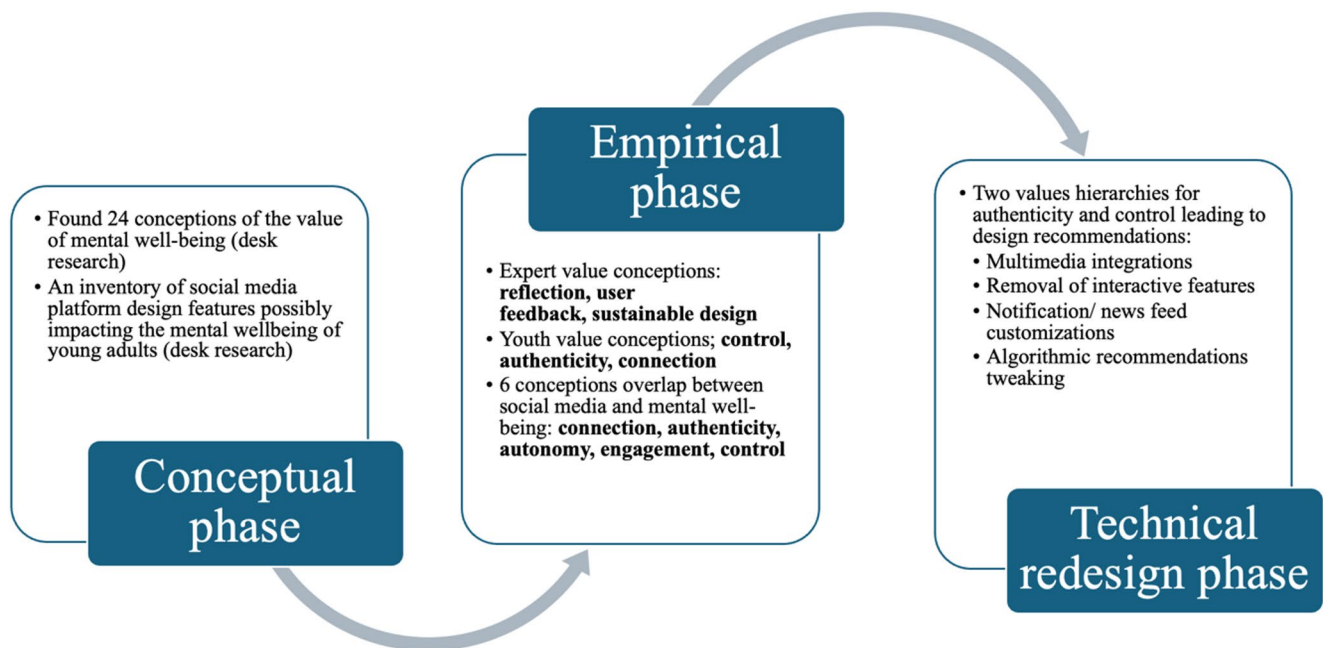 • Found 24 conceptions of the value
of mental well-being (desk
research)
• An inventory of social media
platform design features possibly
impacting the mental wellbeing of
young adults (desk research)
Conceptual
phase
Empirical
phase
• Expert value conceptions:
reflection, user
feedback, sustainable design
• Youth value conceptions; control,
authenticity, connection
• 6 conceptions overlap between
social media and mental well-
being: connection, authenticity,
autonomy, engagement, control
• Two values hierarchies for
authenticity and control leading to
design recommendations:
• Multimedia integrations
• Removal of interactive features
• Notification/ news feed
customizations
• Algorithmic recommendations
tweaking
Technical
redesign phase